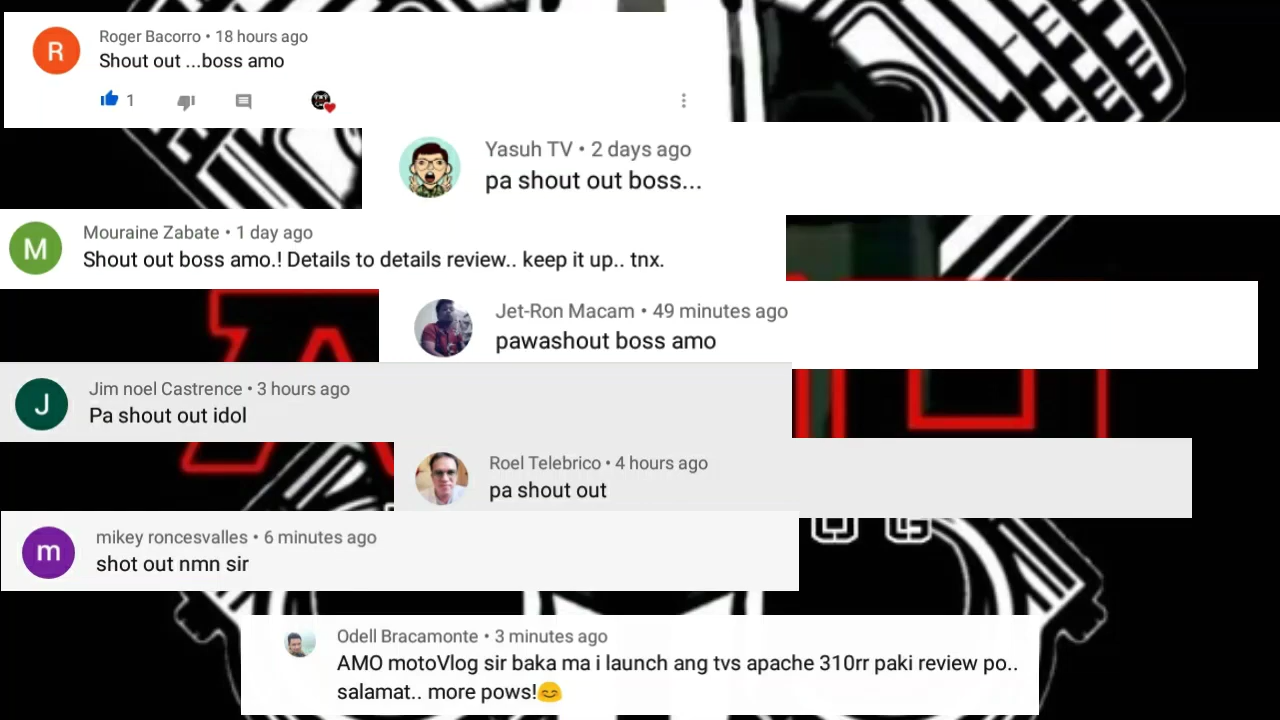 R
Roger Bacorro • 18 hours ago
Shout out ...boss amo
1
Yasuh TV • 2 days ago
pa shout out boss...
M
Mouraine Zabate • 1 day ago
Shout out boss amo.! Details to details review.. keep it up.. tnx.
Jet-Ron Macam • 49 minutes ago
pawashout boss amo
J
Jim noel Castrence • 3 hours ago
Pa shout out idol
Roel Telebrico • 4 hours ago
pa shout out
m
mikey roncesvalles • 6 minutes ago
shot out nmn sir
Odell Bracamonte • 3 minutes ago
AMO motoVlog sir baka ma i launch ang tvs apache 310rr paki review po..
salamat.. more pows!😊